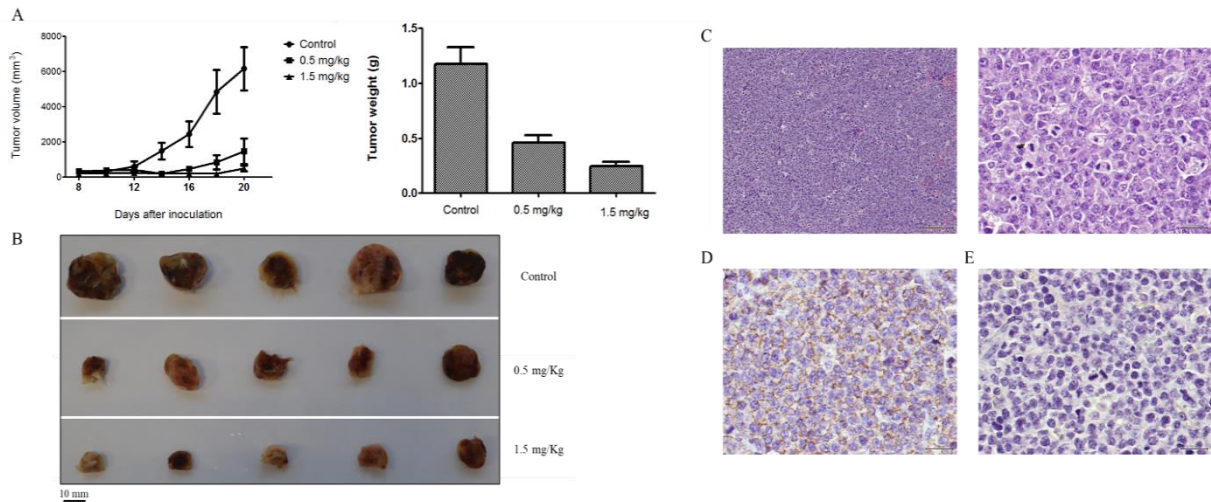 A
Tumor volume (mm³)
8000
6000
4000
2000
0
8
12
16
20
Days after inoculation
Control
0.5 mg/kg
1.5 mg/kg
Tumor weight (g)
1.5
1.0
0.5
0.0
Control
0.5 mg/kg
1.5 mg/kg
B
Control
0.5 mg/Kg
1.5 mg/Kg
10 mm
C
D
E